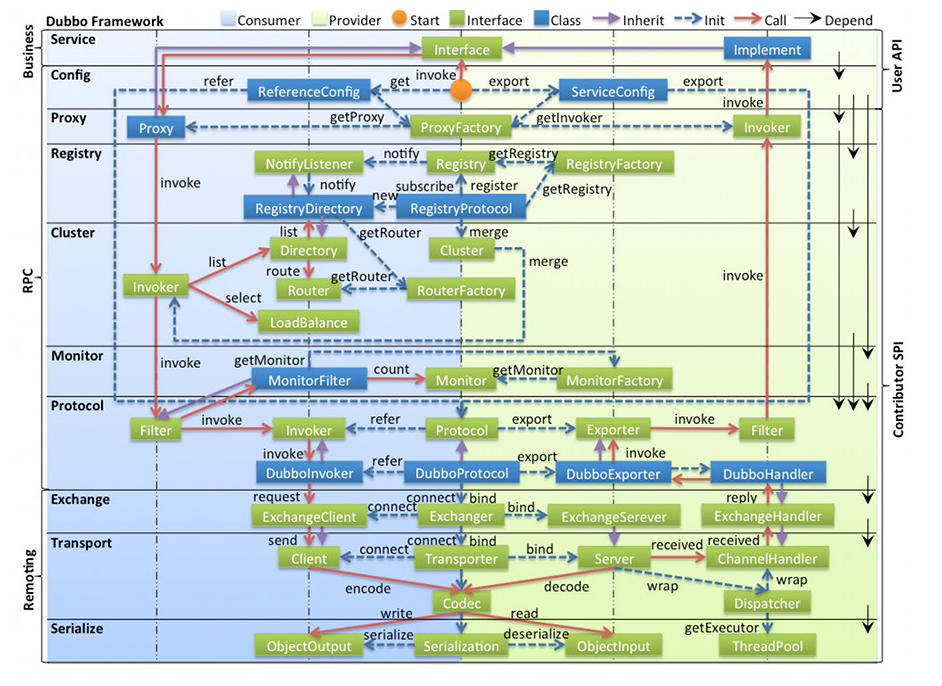 Dubbo Framework
Consumer
Provider
Start
Interface
Class
Inherit
Init
Call
Depend
Business
RPC
Remoting
User API
Contributor SPI
Service
Interface
Implement
Config
refer
ReferenceConfig
get
invoke
export
ServiceConfig
export
invoke
Proxy
Proxy
getProxy
ProxyFactory
getInvoker
Invoker
Registry
NotifyListener
notify
Registry
getRegistry
RegistryFactory
invoke
notify
subscribe
register
getRegistry
RegistryDirectory
new
RegistryProtocol
Cluster
list
getRouter
merge
list
Directory
Cluster
merge
route
getRouter
invoke
Invoker
Router
RouterFactory
select
LoadBalance
Monitor
invoke
getMonitor
MonitorFilter
count
Monitor
getMonitor
MonitorFactory
Protocol
Filter
invoke
Invoker
refer
Protocol
export
Exporter
invoke
Filter
invoke
refer
export
invoke
DubboInvoker
DubboProtocol
DubboExporter
DubboHandler
Exchange
request
connect
bind
reply
ExchangeClient
connect
Exchanger
bind
ExchangeSerever
ExchangeHandler
Transport
send
connect
bind
received
received
Client
connect
Transporter
bind
Server
ChannelHandler
encode
decode
wrap
wrap
Codec
Dispatcher
write
read
Serialize
getExecutor
ObjectOutput
serialize
Serialization
deserialize
ObjectInput
ThreadPool